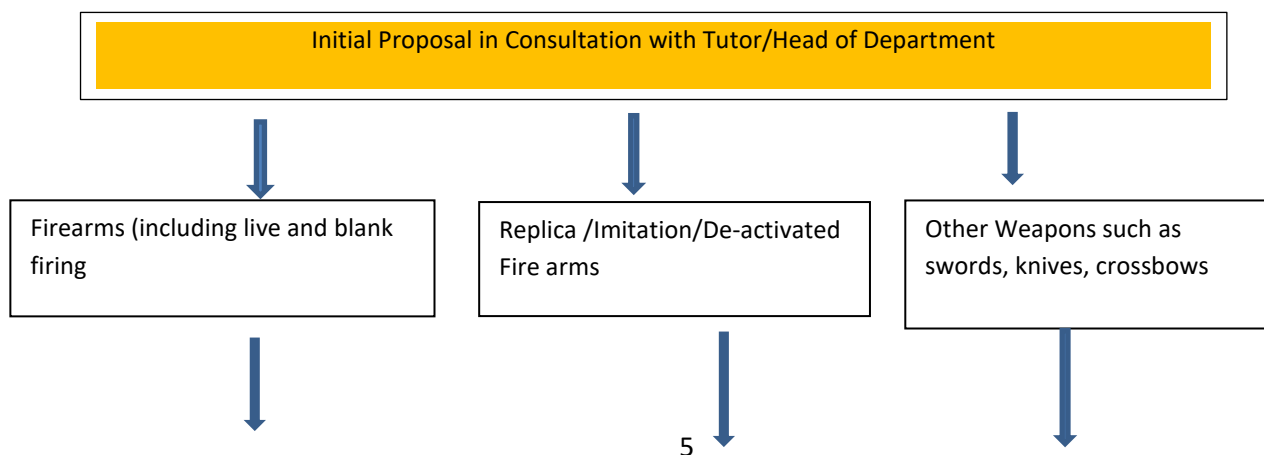 Initial Proposal in Consultation with Tutor/Head of Department
Firearms (including live and blank
firing
Replica /Imitation/De-activated
Fire arms
Other Weapons such as
swords, knives, crossbows
5